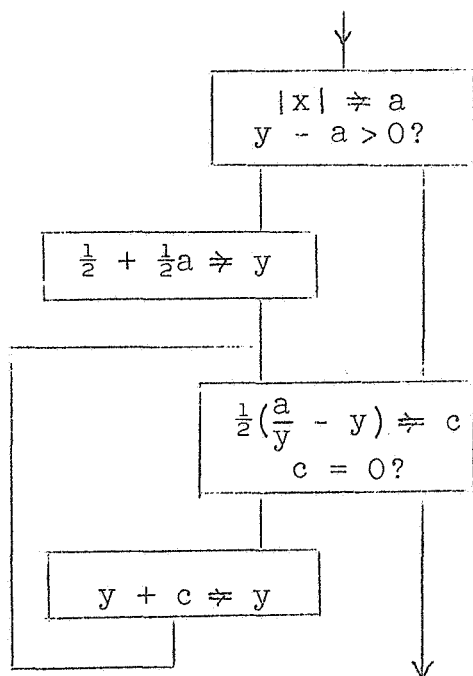 |x| ⇒ a
y - a > 0?
½ + ½a ⇒ y
½(a/y - y) ⇒ c
c = 0?
y + c ⇒ y